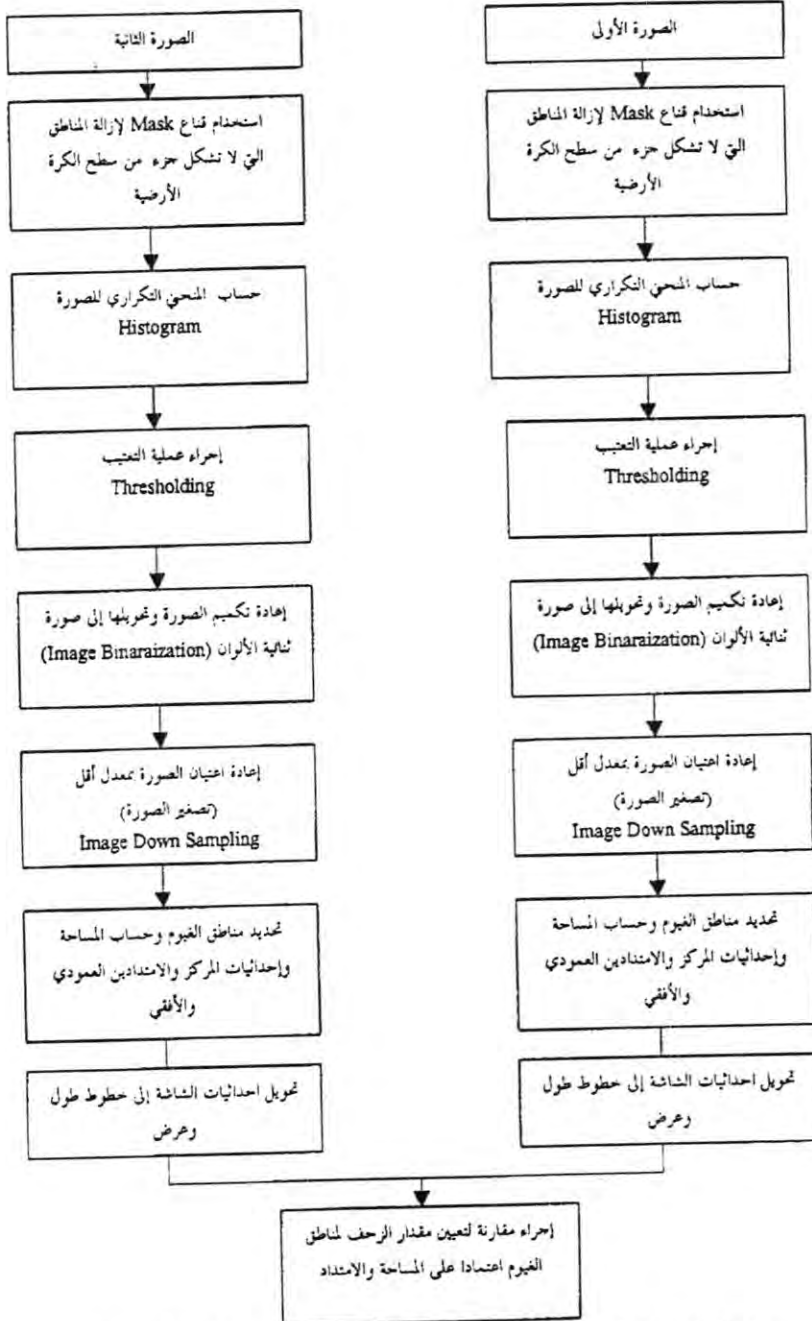 الصورة الأولى
استخدام قناع Mask لإزالة المناطق
التي لا تشكل جزء من سطح الكرة
الأرضية
حساب المنحني التكراري للصورة
Histogram
إجراء عملية التعتيب
Thresholding
إعادة تكميم الصورة وتحويلها إلى صورة
ثنائية الألوان (Image Binaraization)
إعادة اعتيان الصورة بمعدل أقل
(تصغير الصورة)
Image Down Sampling
تحديد مناطق الغيوم وحساب المساحة
وإحداثيات المركز والامتدادين العمودي
والأفقي
تحويل احداثيات الشاشة إلى خطوط طول
وعرض
الصورة الثانية
استخدام قناع Mask لإزالة المناطق
التي لا تشكل جزء من سطح الكرة
الأرضية
حساب المنحني التكراري للصورة
Histogram
إجراء عملية التعتيب
Thresholding
إعادة تكميم الصورة وتحويلها إلى صورة
ثنائية الألوان (Image Binaraization)
إعادة اعتيان الصورة بمعدل أقل
(تصغير الصورة)
Image Down Sampling
تحديد مناطق الغيوم وحساب المساحة
وإحداثيات المركز والامتدادين العمودي
والأفقي
تحويل احداثيات الشاشة إلى خطوط طول
وعرض
إجراء مقارنة لتعيين مقدار الزحف لمناطق
الغيوم اعتمادا على المساحة والامتداد